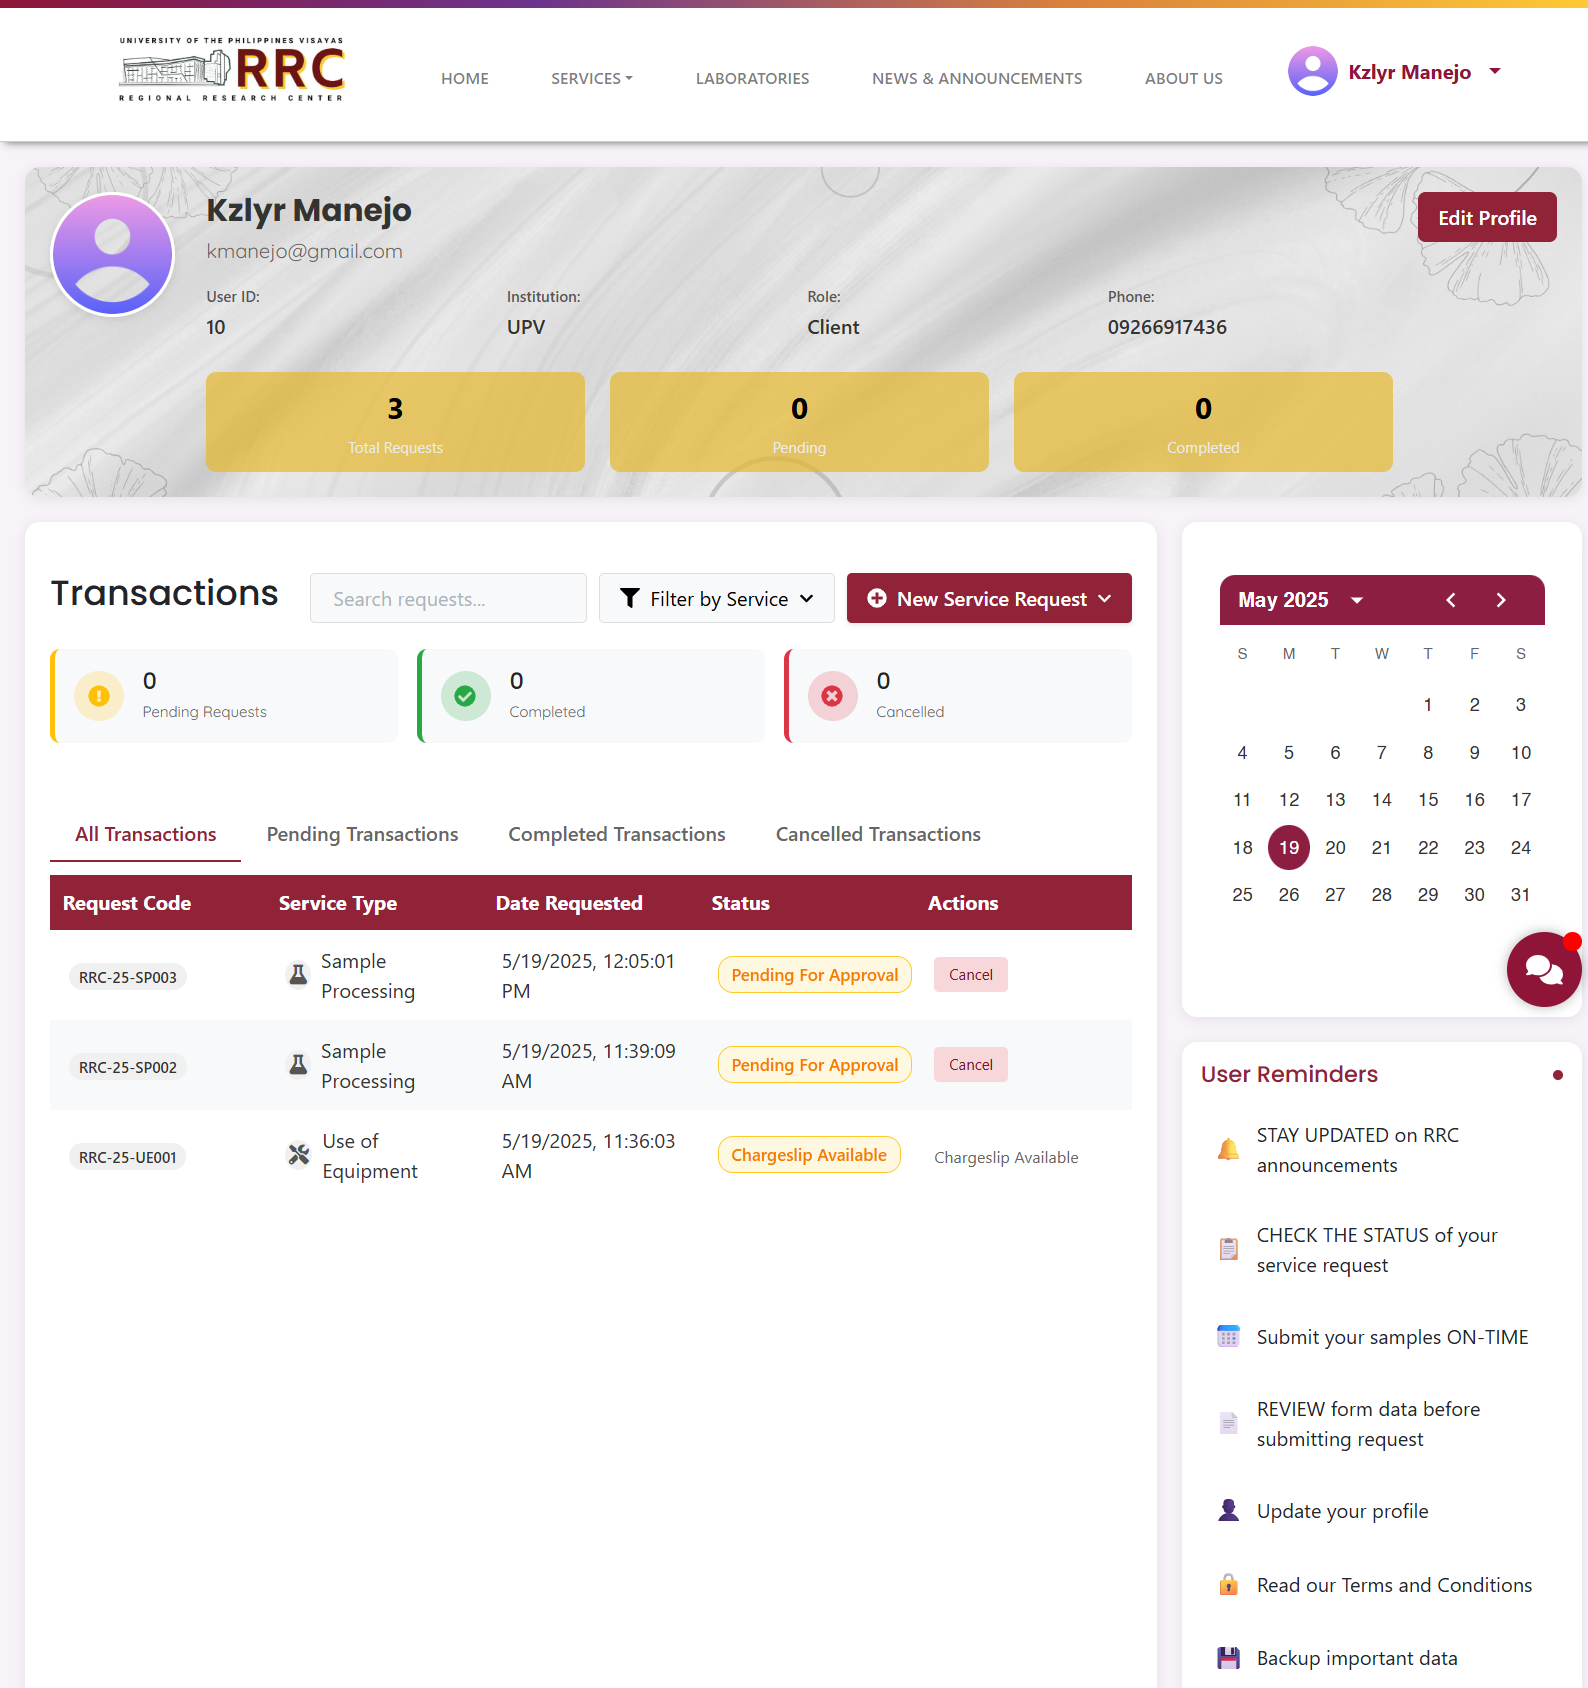 UNIVERSITY OF THE PHILIPPINES VISAYAS
RRC
REGIONAL RESEARCH CENTER
HOME
SERVICES
LABORATORIES
NEWS & ANNOUNCEMENTS
ABOUT US
Kzlyr Manejo
Kzlyr Manejo
kmanejo@gmail.com
Edit Profile
User ID:
10
Institution:
UPV
Role:
Client
Phone:
09266917436
3
Total Requests
0
Pending
0
Completed
Transactions
Search requests...
Filter by Service
New Service Request
0
Pending Requests
0
Completed
0
Cancelled
All Transactions
Pending Transactions
Completed Transactions
Cancelled Transactions
Request Code Service Type Date Requested Status Actions
RRC-25-SP003
Sample
Processing
5/19/2025, 12:05:01
PM
Pending For Approval
Cancel
RRC-25-SP002
Sample
Processing
5/19/2025, 11:39:09
AM
Pending For Approval
Cancel
RRC-25-UE001
Use of
Equipment
5/19/2025, 11:36:03
AM
Chargeslip Available
Chargeslip Available
May 2025
S M T W T F S
1 2 3
4 5 6 7 8 9 10
11 12 13 14 15 16 17
18 19 20 21 22 23 24
25 26 27 28 29 30 31
User Reminders
STAY UPDATED on RRC
announcements
CHECK THE STATUS of your
service request
Submit your samples ON-TIME
REVIEW form data before
submitting request
Update your profile
Read our Terms and Conditions
Backup important data